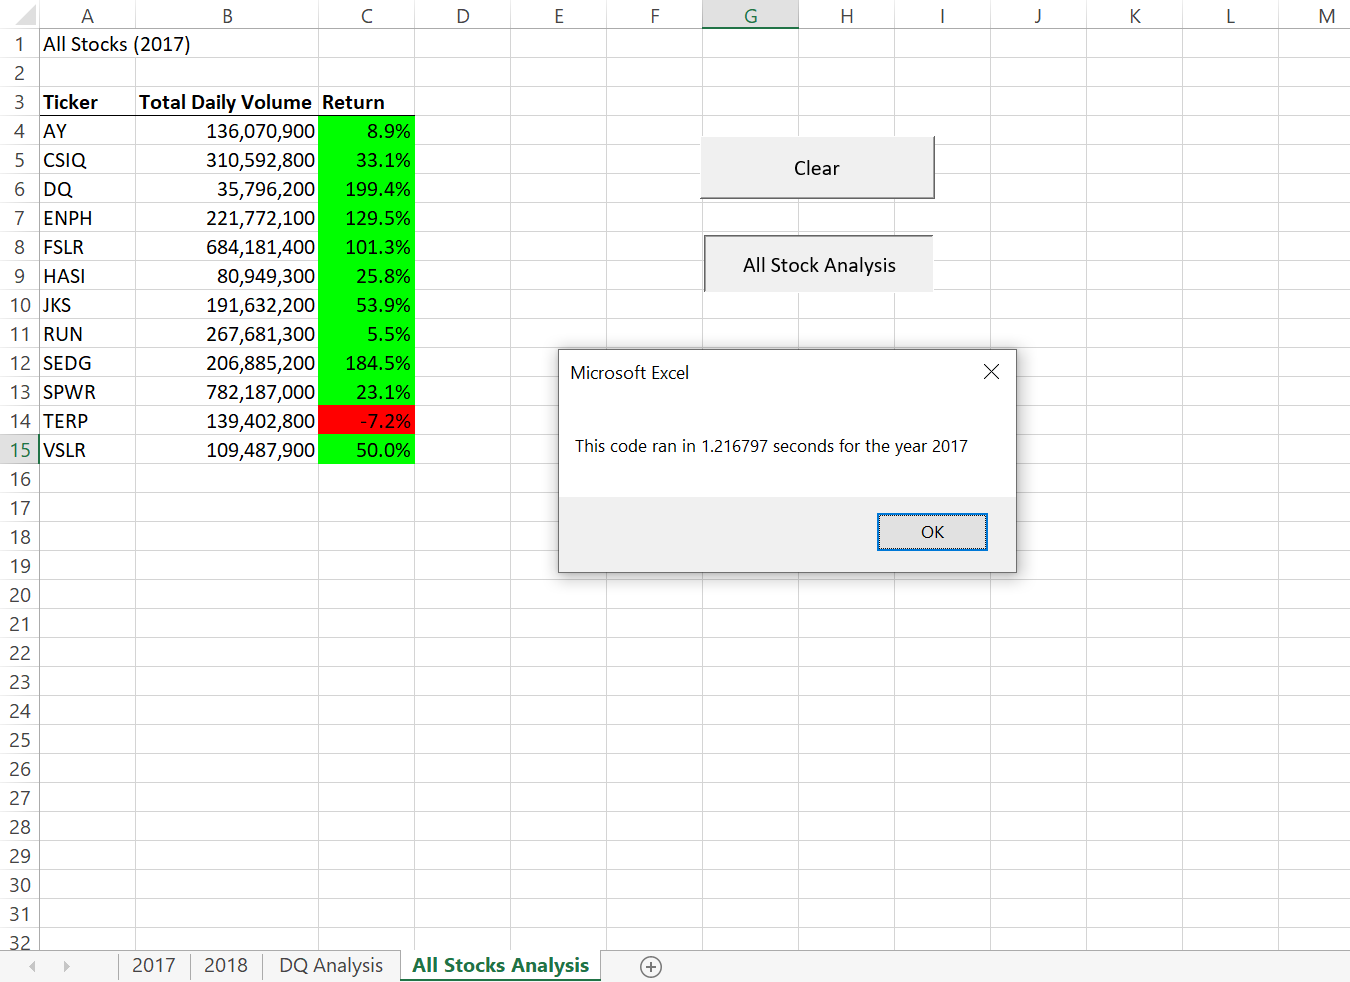 A B C D E F G H I J K L M
1 All Stocks (2017)
2
3 Ticker Total Daily Volume Return
4 AY 136,070,900 8.9%
5 CSIQ 310,592,800 33.1%
Clear
6 DQ 35,796,200 199.4%
7 ENPH 221,772,100 129.5%
8 FSLR 684,181,400 101.3%
All Stock Analysis
9 HASI 80,949,300 25.8%
10 JKS 191,632,200 53.9%
11 RUN 267,681,300 5.5%
12 SEDG 206,885,200 184.5%
Microsoft Excel
13 SPWR 782,187,000 23.1%
14 TERP 139,402,800 -7.2%
15 VSLR 109,487,900 50.0%
This code ran in 1.216797 seconds for the year 2017
16
17
18
OK
19
20
21
22
23
24
25
26
27
28
29
30
31
32
2017 2018 DQ Analysis All Stocks Analysis